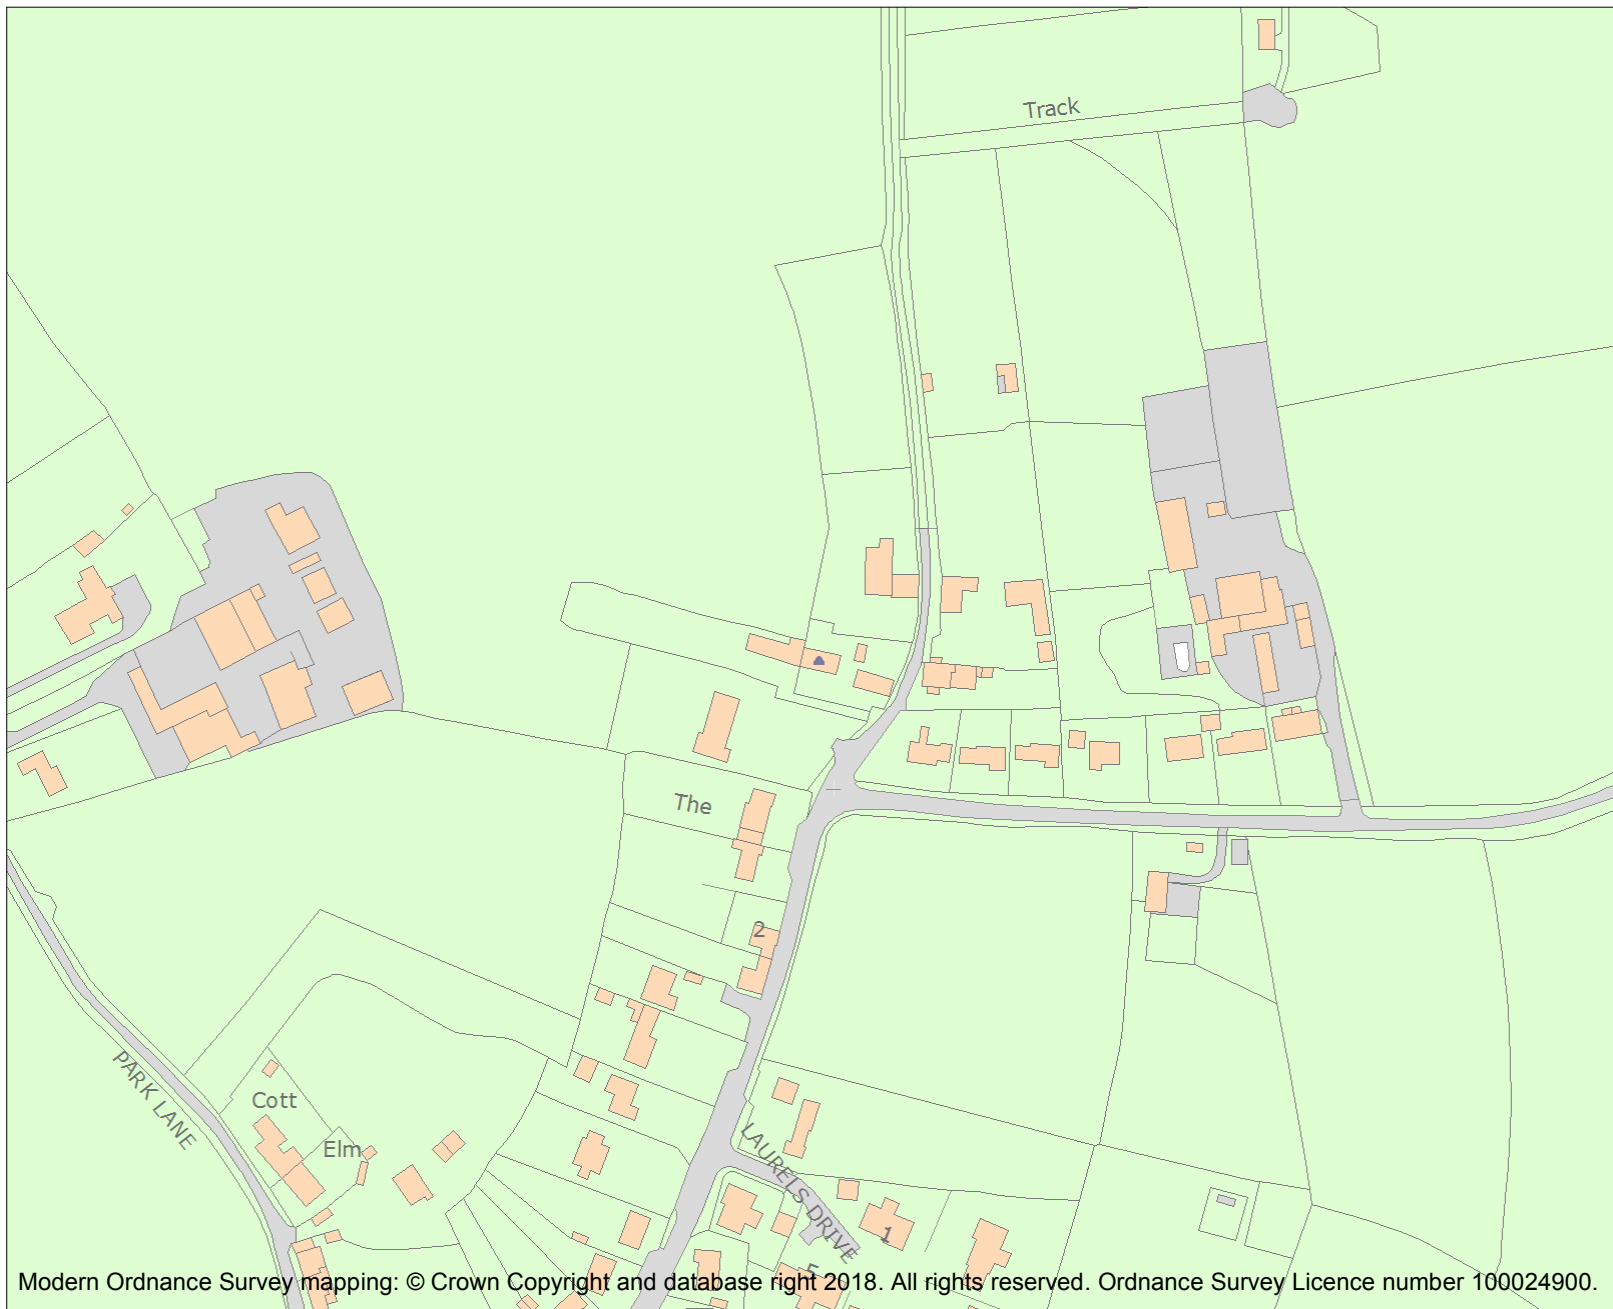 Track
The
2
PARK LANE
Cott
Elm
LAURELS DRIVE
1
5
Modern Ordnance Survey mapping: © Crown Copyright and database right 2018. All rights reserved. Ordnance Survey Licence number 100024900.